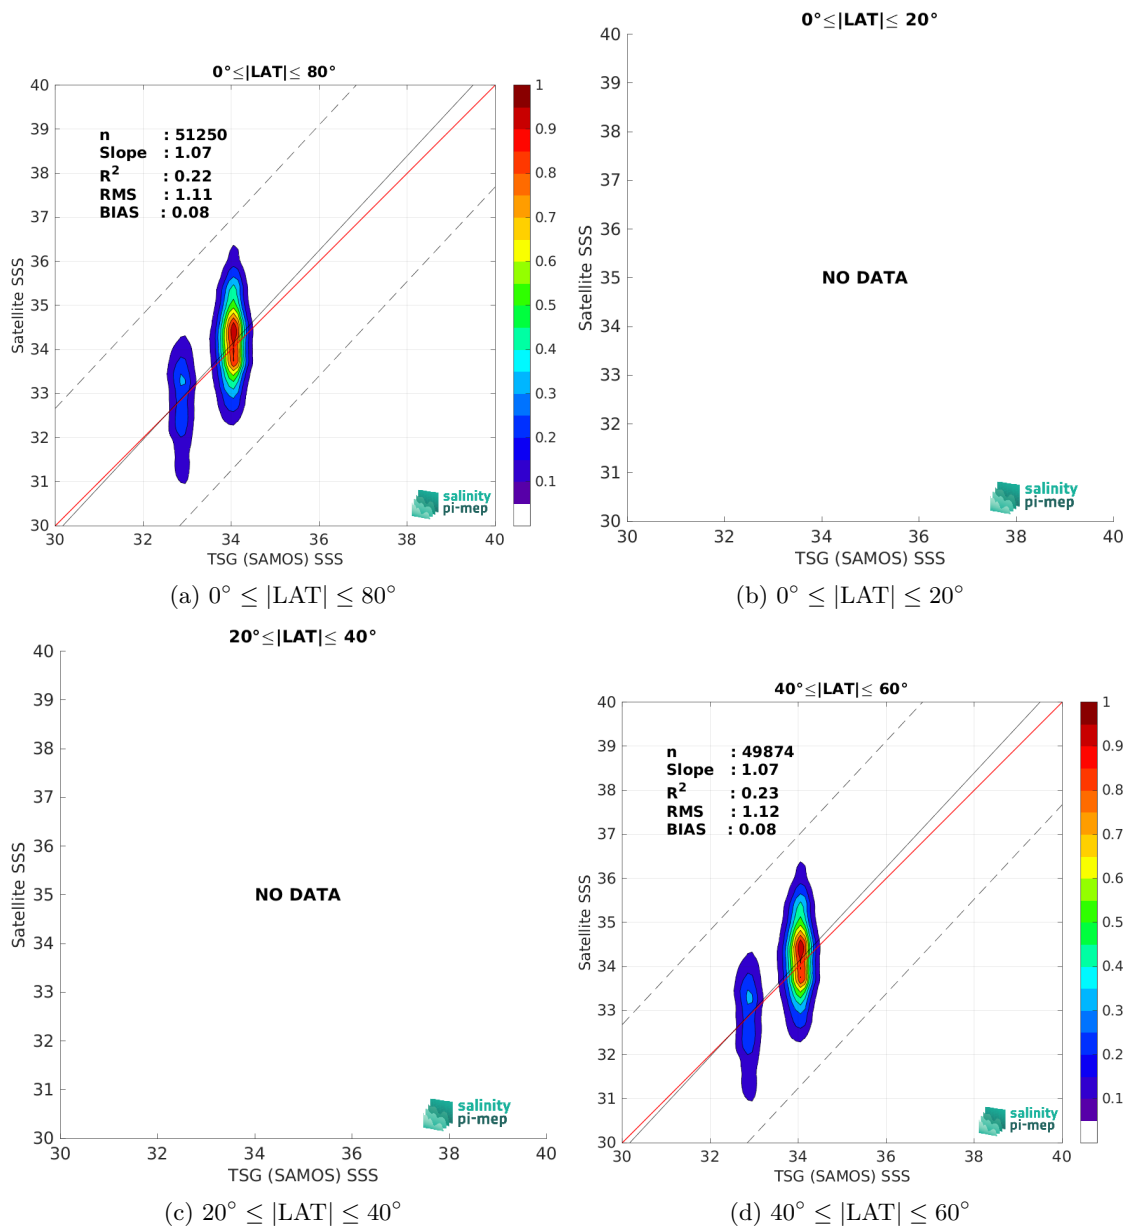 0°≤|LAT|≤ 80°
n : 51250
Slope : 1.07
R² : 0.22
RMS : 1.11
BIAS : 0.08
40
39
38
37
36
35
34
33
32
31
30
Satellite SSS
30 32 34 36 38 40
TSG (SAMOS) SSS
1
0.9
0.8
0.7
0.6
0.5
0.4
0.3
0.2
0.1
salinity
pi-mep
(a) 0° ≤ |LAT| ≤ 80°
0°≤|LAT|≤ 20°
40
39
38
37
36
35
34
33
32
31
30
Satellite SSS
NO DATA
30 32 34 36 38 40
TSG (SAMOS) SSS
salinity
pi-mep
(b) 0° ≤ |LAT| ≤ 20°
20°≤|LAT|≤ 40°
40
39
38
37
36
35
34
33
32
31
30
Satellite SSS
NO DATA
30 32 34 36 38 40
TSG (SAMOS) SSS
salinity
pi-mep
(c) 20° ≤ |LAT| ≤ 40°
40°≤|LAT|≤ 60°
n : 49874
Slope : 1.07
R² : 0.23
RMS : 1.12
BIAS : 0.08
40
39
38
37
36
35
34
33
32
31
30
Satellite SSS
30 32 34 36 38 40
TSG (SAMOS) SSS
1
0.9
0.8
0.7
0.6
0.5
0.4
0.3
0.2
0.1
salinity
pi-mep
(d) 40° ≤ |LAT| ≤ 60°